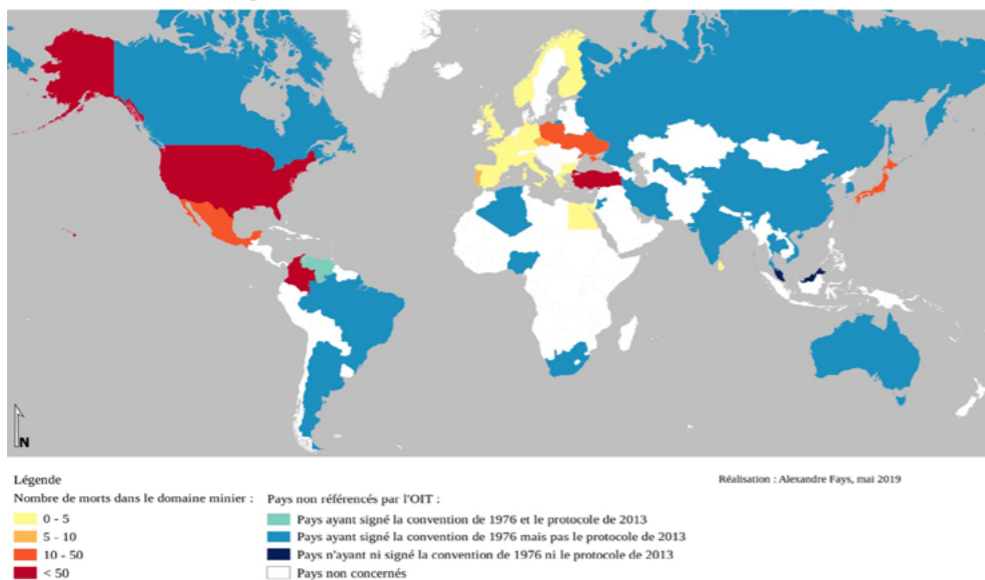 N
Légende
Réalisation : Alexandre Fays, mai 2019
Nombre de morts dans le domaine minier :
0 - 5
5 - 10
10 - 50
< 50
Pays non référencés par l'OIT :
Pays ayant signé la convention de 1976 et le protocole de 2013
Pays ayant signé la convention de 1976 mais pas le protocole de 2013
Pays n'ayant ni signé la convention de 1976 ni le protocole de 2013
Pays non concernés